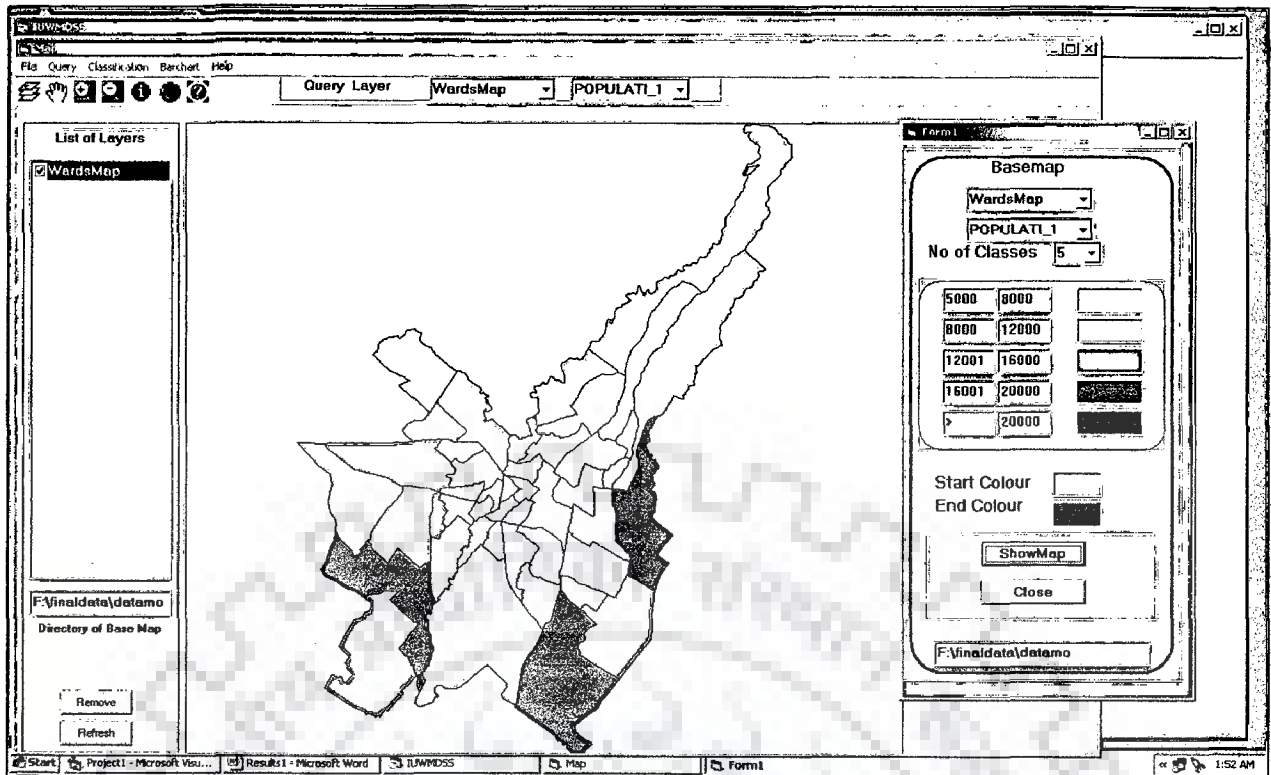 IUWMDSS
File Query Classification Barchart Help
Query Layer WardsMap POPULATI_1
List of Layers
WardsMap
F:\finaldata\datamo
Directory of Base Map
Remove
Refresh
Form1
Basemap
WardsMap
POPULATI_1
No of Classes 5
5000 8000
8000 12000
12001 16000
16001 20000
> 20000
Start Colour
End Colour
ShowMap
Close
F:\finaldata\datamo
Start Project1 - Microsoft Visu... Results1 - Microsoft Word IUWMDSS Map Form1 « 1:52 AM